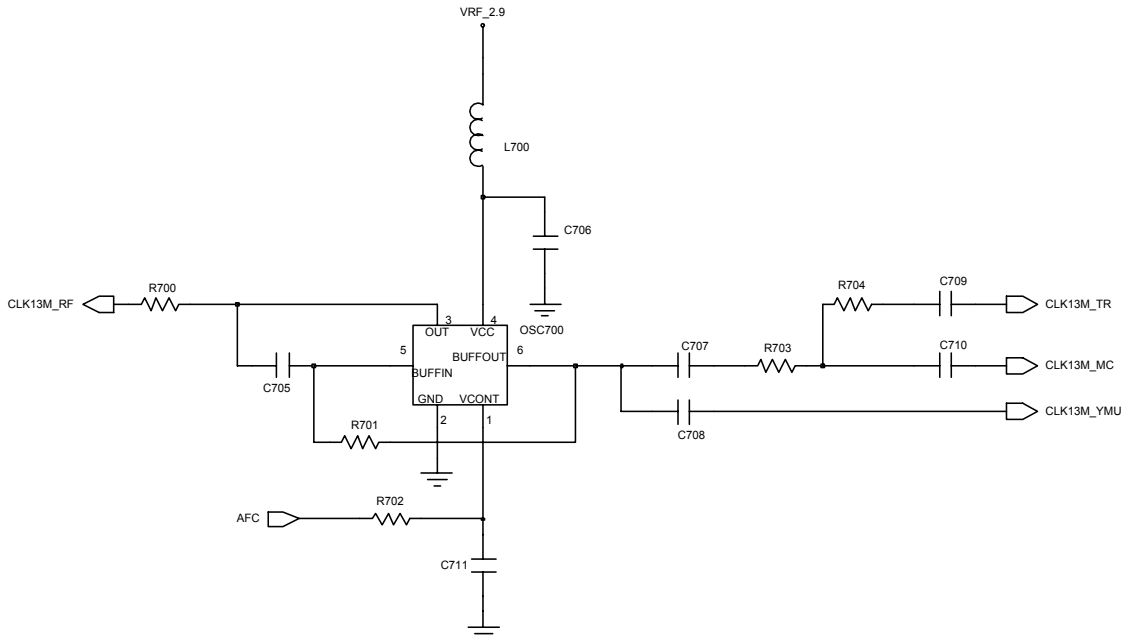 VRF_2.9
L700
C706
R700
CLK13M_RF
R704
C709
CLK13M_TR
3
4
OSC700
OUT
VCC
5
BUFFOUT
6
C707
R703
C710
BUFFIN
CLK13M_MC
C705
GND
VCONT
CLK13M_YMU
2
1
R701
C708
R702
AFC
C711